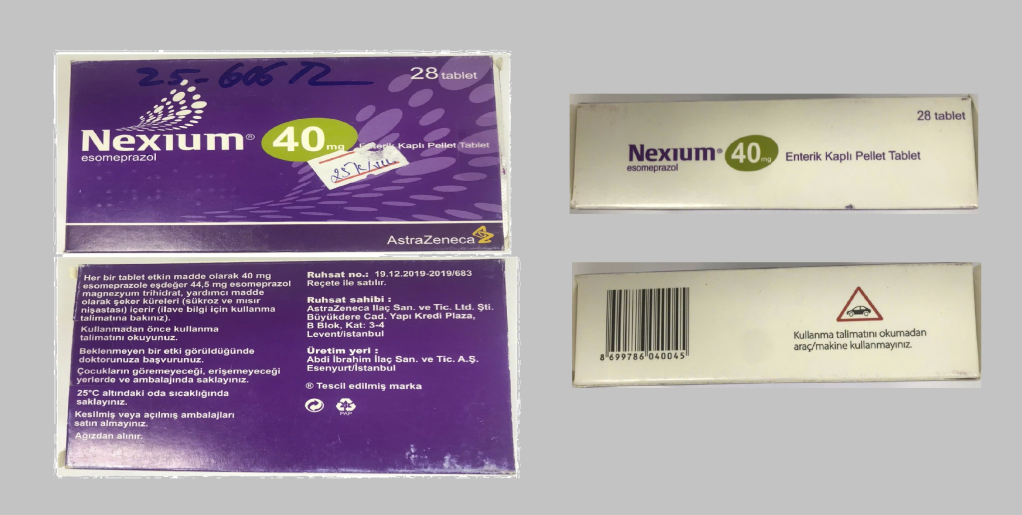 25-606 TL
28 tablet
Nexıum® 40 mg Enterik Kaplı Pellet Tablet
esomeprazol
AstraZeneca
28 tablet
Nexıum® 40 mg Enterik Kaplı Pellet Tablet
esomeprazol
Her bir tablet etkin madde olarak 40 mg
esomeprazole eşdeğer 44,5 mg esomeprazol
magnezyum trihidrat, yardımcı madde
olarak şeker küreleri (sükroz ve mısır
nişastası) içerir (ilave bilgi için kullanma
talimatına bakınız).
Kullanmadan önce kullanma
talimatını okuyunuz.
Beklenmeyen bir etki görüldüğünde
doktorunuza başvurunuz.
Çocukların göremeyeceği, erişemeyeceği
yerlerde ve ambalajında saklayınız.
25°C altındaki oda sıcaklığında
saklayınız.
Kesilmiş veya açılmış ambalajları
satın almayınız.
Ağızdan alınır.
Ruhsat no.: 19.12.2019-2019/683
Reçete ile satılır.
Ruhsat sahibi :
AstraZeneca İlaç San. ve Tic. Ltd. Şti.
Büyükdere Cad. Yapı Kredi Plaza,
B Blok, Kat: 3-4
Levent/İstanbul
Üretim yeri :
Abdi İbrahim İlaç San. ve Tic. A.Ş.
Esenyurt/İstanbul
® Tescil edilmiş marka
PAP
8 699786 040045
Kullanma talimatını okumadan
araç/makine kullanmayınız.